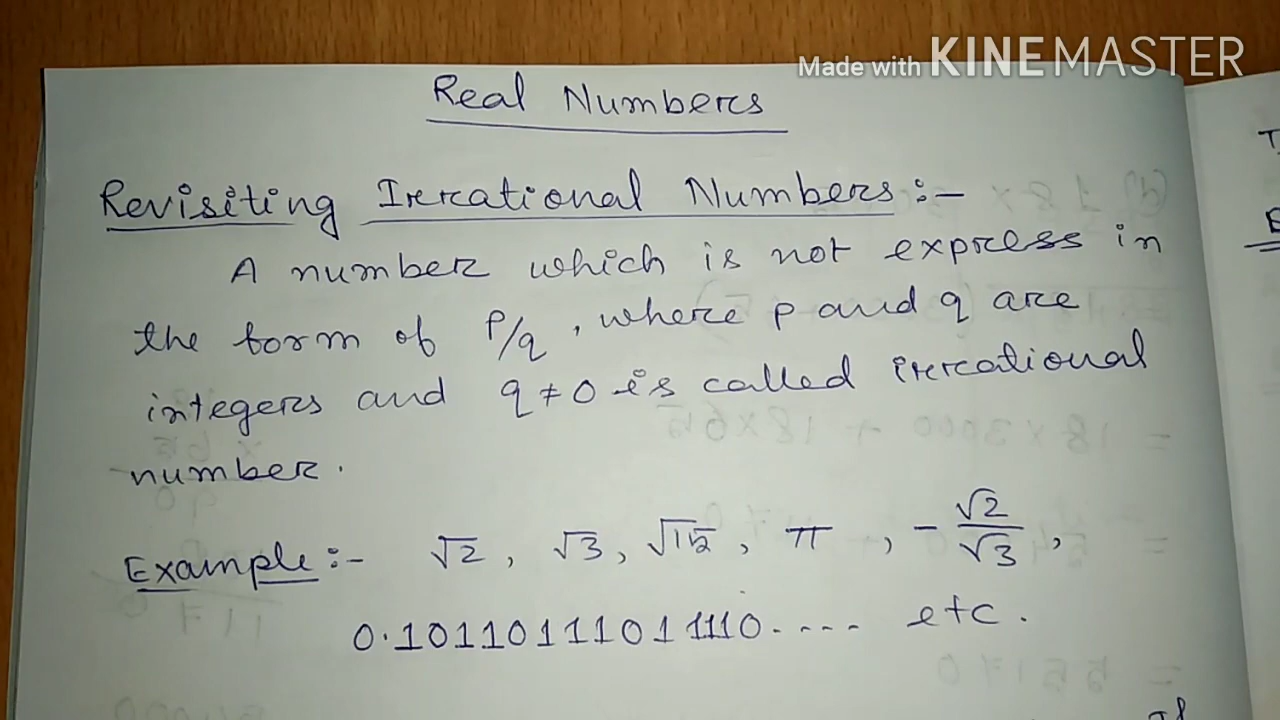 Made with KINEMASTER
Real Numbers
Revisiting Irrational Numbers :-
A number which is not express in
the form of p/q, where p and q are
integers and q ≠ 0 is called irrational
number.
Example :- √2, √3, √15, π, -√2/√3,
0.10110111011110.... etc.